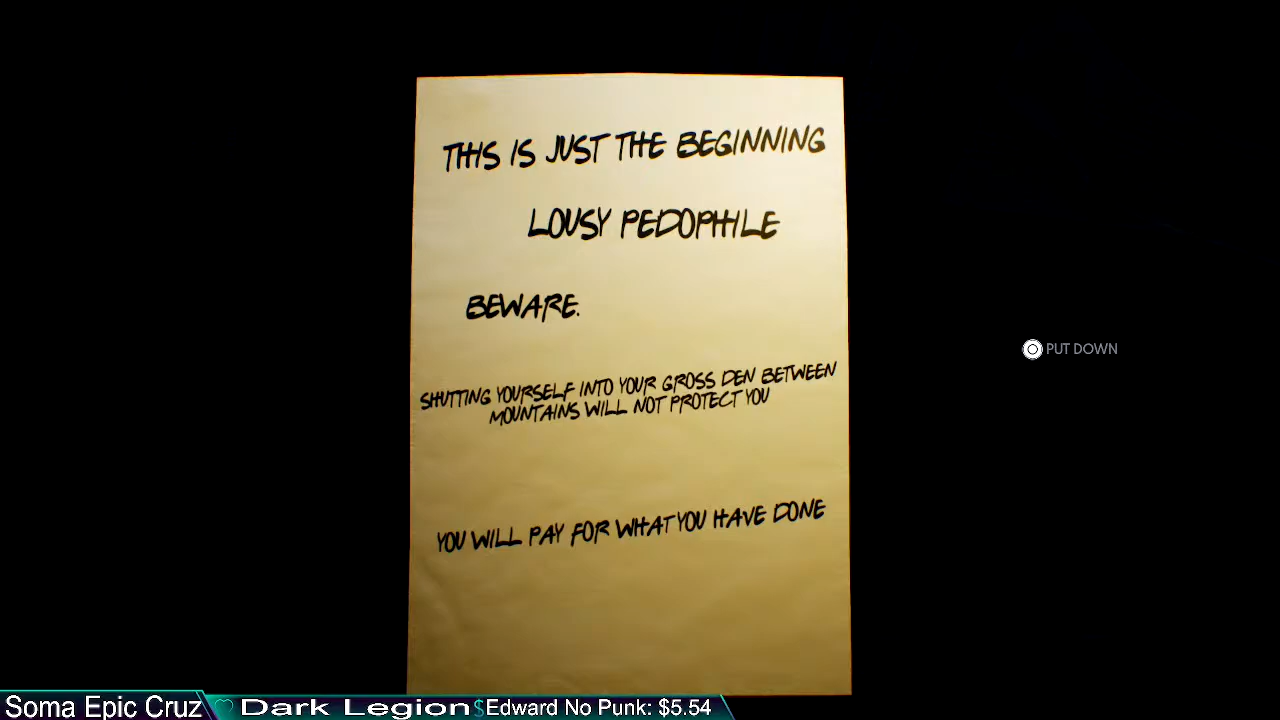 THIS IS JUST THE BEGINNING
LOUSY PEDOPHILE
BEWARE.
SHUTTING YOURSELF INTO YOUR GROSS DEN BETWEEN
MOUNTAINS WILL NOT PROTECT YOU
YOU WILL PAY FOR WHAT YOU HAVE DONE
PUT DOWN
Soma Epic Cruz Dark Legion $ Edward No Punk: $5.54